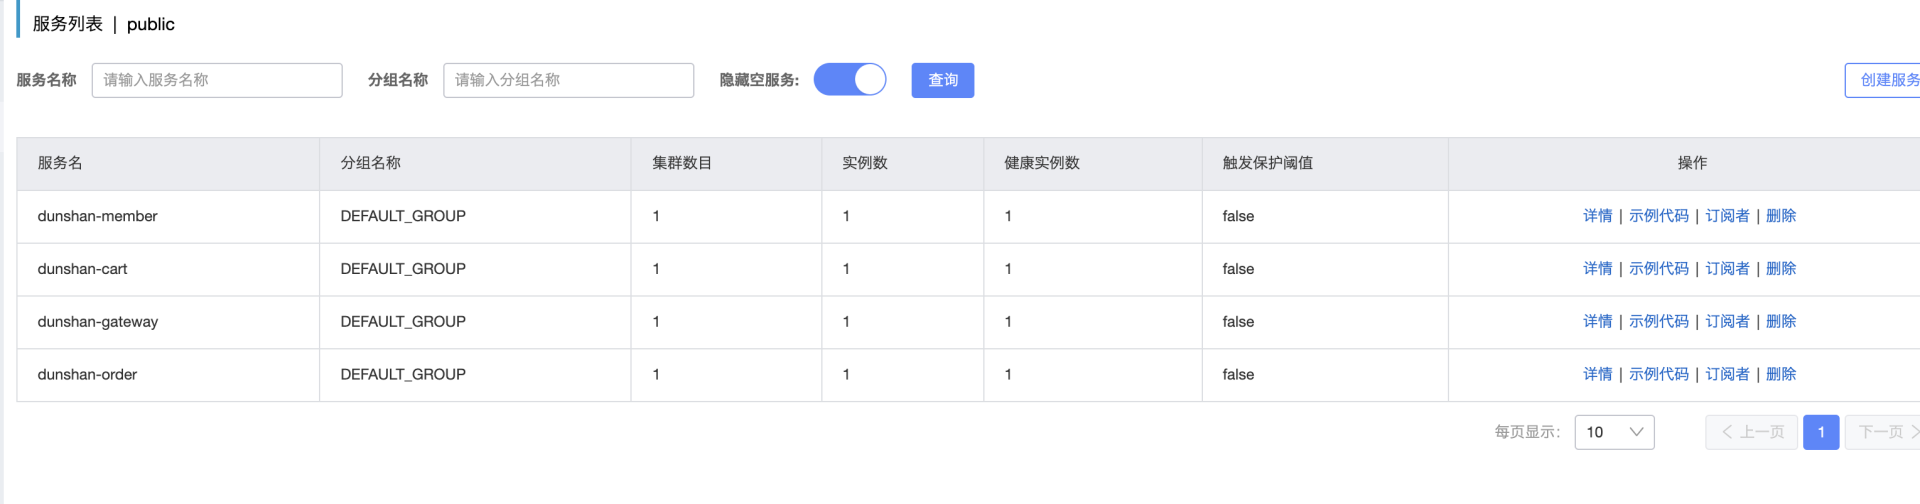 服务列表 | public
服务名称 请输入服务名称 分组名称 请输入分组名称 隐藏空服务: 查询 创建服务
服务名 分组名称 集群数目 实例数 健康实例数 触发保护阈值 操作
dunshan-member DEFAULT_GROUP 1 1 1 false 详情 | 示例代码 | 订阅者 | 删除
dunshan-cart DEFAULT_GROUP 1 1 1 false 详情 | 示例代码 | 订阅者 | 删除
dunshan-gateway DEFAULT_GROUP 1 1 1 false 详情 | 示例代码 | 订阅者 | 删除
dunshan-order DEFAULT_GROUP 1 1 1 false 详情 | 示例代码 | 订阅者 | 删除
每页显示: 10 上一页 1 下一页